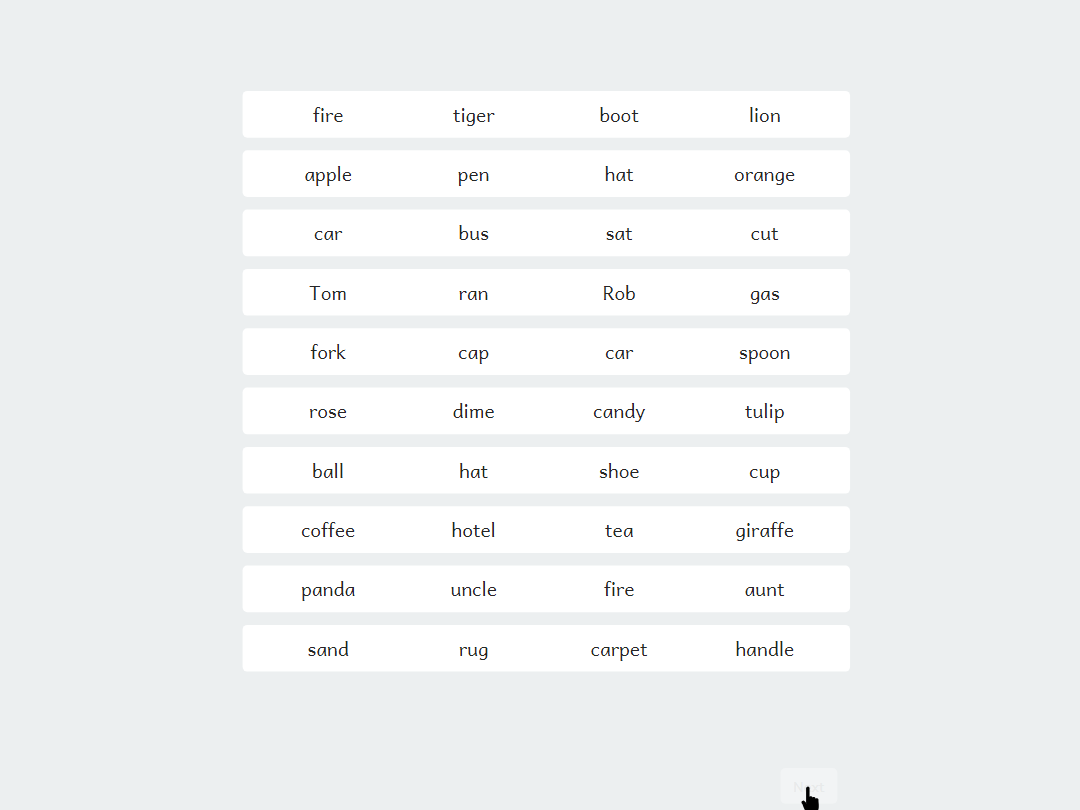 fire tiger boot lion
apple pen hat orange
car bus sat cut
Tom ran Rob gas
fork cap car spoon
rose dime candy tulip
ball hat shoe cup
coffee hotel tea giraffe
panda uncle fire aunt
sand rug carpet handle